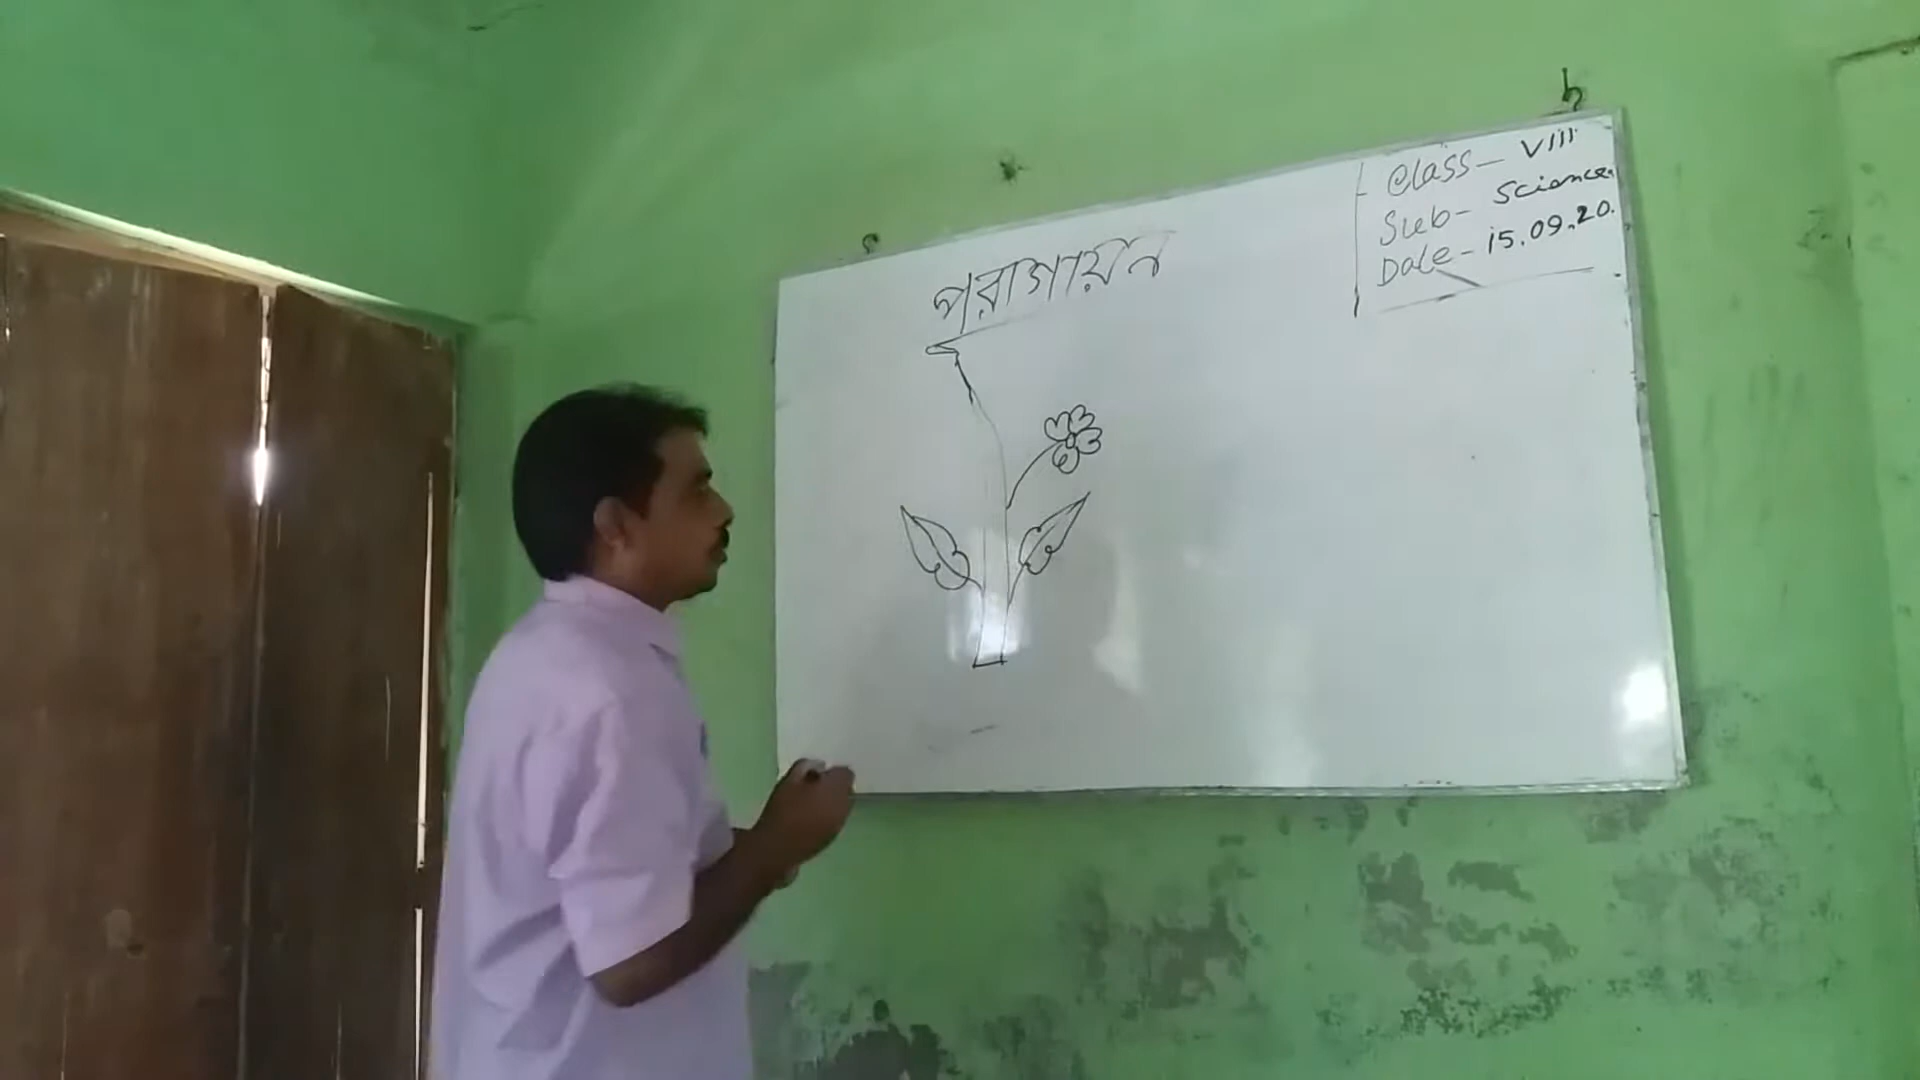 পরাগায়ন
Class - VIII
Sub - Science.
Date - 15.09.20.